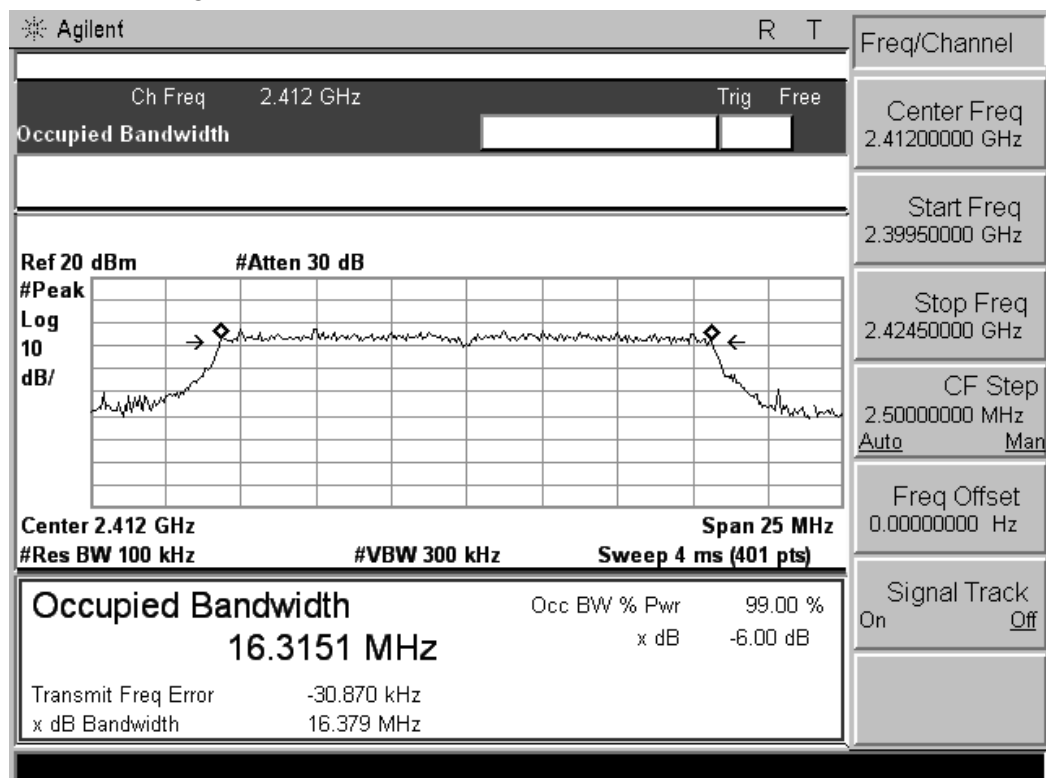 Agilent R T
Ch Freq 2.412 GHz Trig Free
Occupied Bandwidth
Ref 20 dBm #Atten 30 dB
#Peak
Log
10
dB/
Center 2.412 GHz Span 25 MHz
#Res BW 100 kHz #VBW 300 kHz Sweep 4 ms (401 pts)
Occupied Bandwidth Occ BW % Pwr 99.00 %
16.3151 MHz x dB -6.00 dB
Transmit Freq Error -30.870 kHz
x dB Bandwidth 16.379 MHz
Freq/Channel
Center Freq
2.41200000 GHz
Start Freq
2.39950000 GHz
Stop Freq
2.42450000 GHz
CF Step
2.50000000 MHz
Auto Man
Freq Offset
0.00000000 Hz
Signal Track
On Off